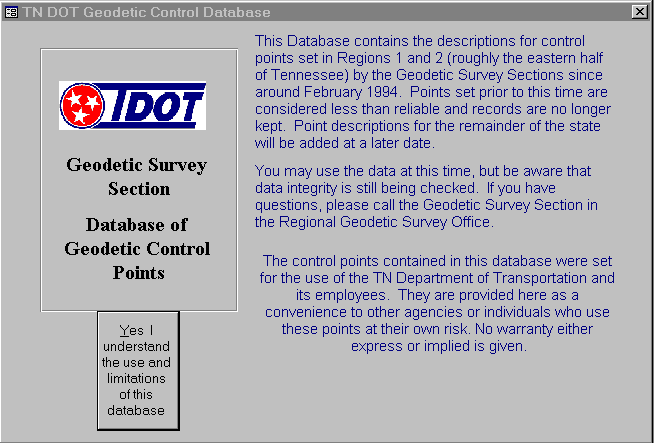 TN DOT Geodetic Control Database
TDOT
Geodetic Survey
Section
Database of
Geodetic Control
Points
Yes I
understand
the use and
limitations
of this
database
This Database contains the descriptions for control
points set in Regions 1 and 2 (roughly the eastern half
of Tennessee) by the Geodetic Survey Sections since
around February 1994.  Points set prior to this time are
considered less than reliable and records are no longer
kept.  Point descriptions for the remainder of the state
will be added at a later date.
You may use the data at this time, but be aware that
data integrity is still being checked.  If you have
questions, please call the Geodetic Survey Section in
the Regional Geodetic Survey Office.
The control points contained in this database were set
for the use of the TN Department of Transportation and
its employees.  They are provided here as a
convenience to other agencies or individuals who use
these points at their own risk. No warranty either
express or implied is given.